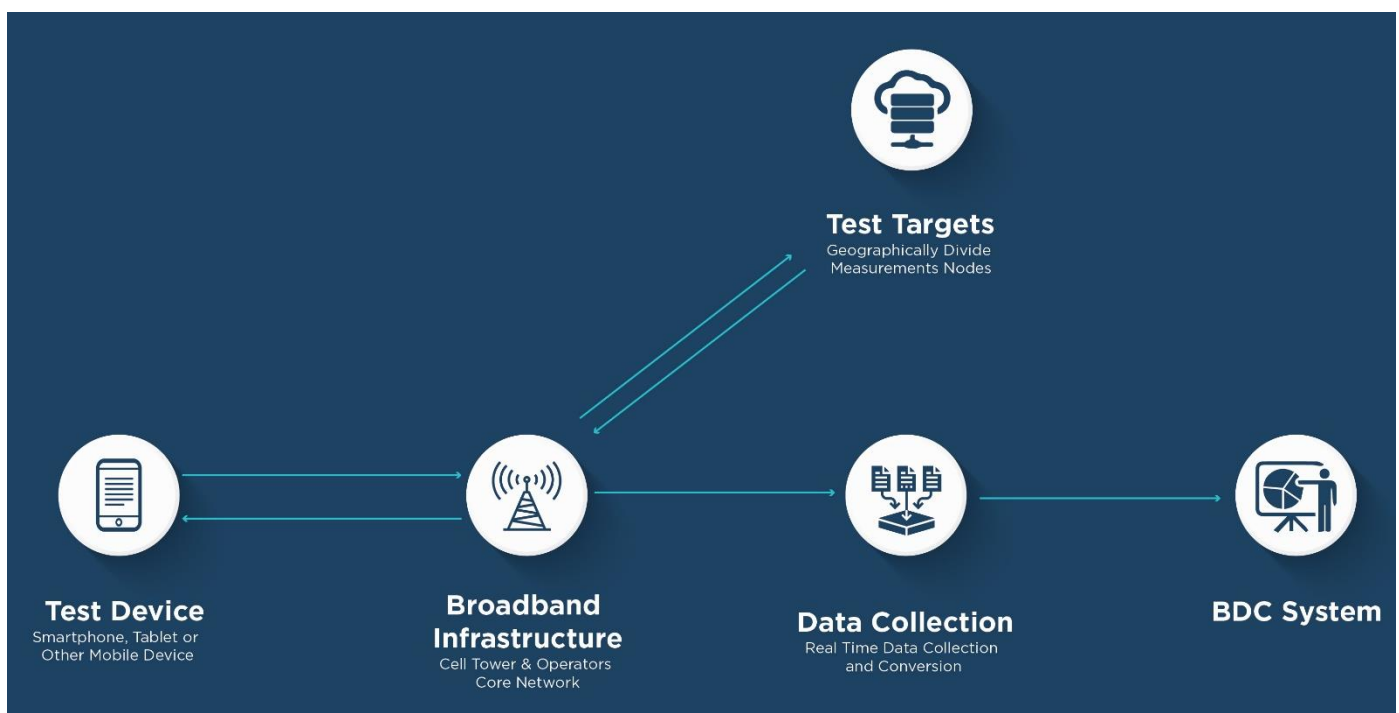 Test Targets
Geographically Divide
Measurements Nodes
Test Device
Smartphone, Tablet or
Other Mobile Device
Broadband
Infrastructure
Cell Tower & Operators
Core Network
Data Collection
Real Time Data Collection
and Conversion
BDC System